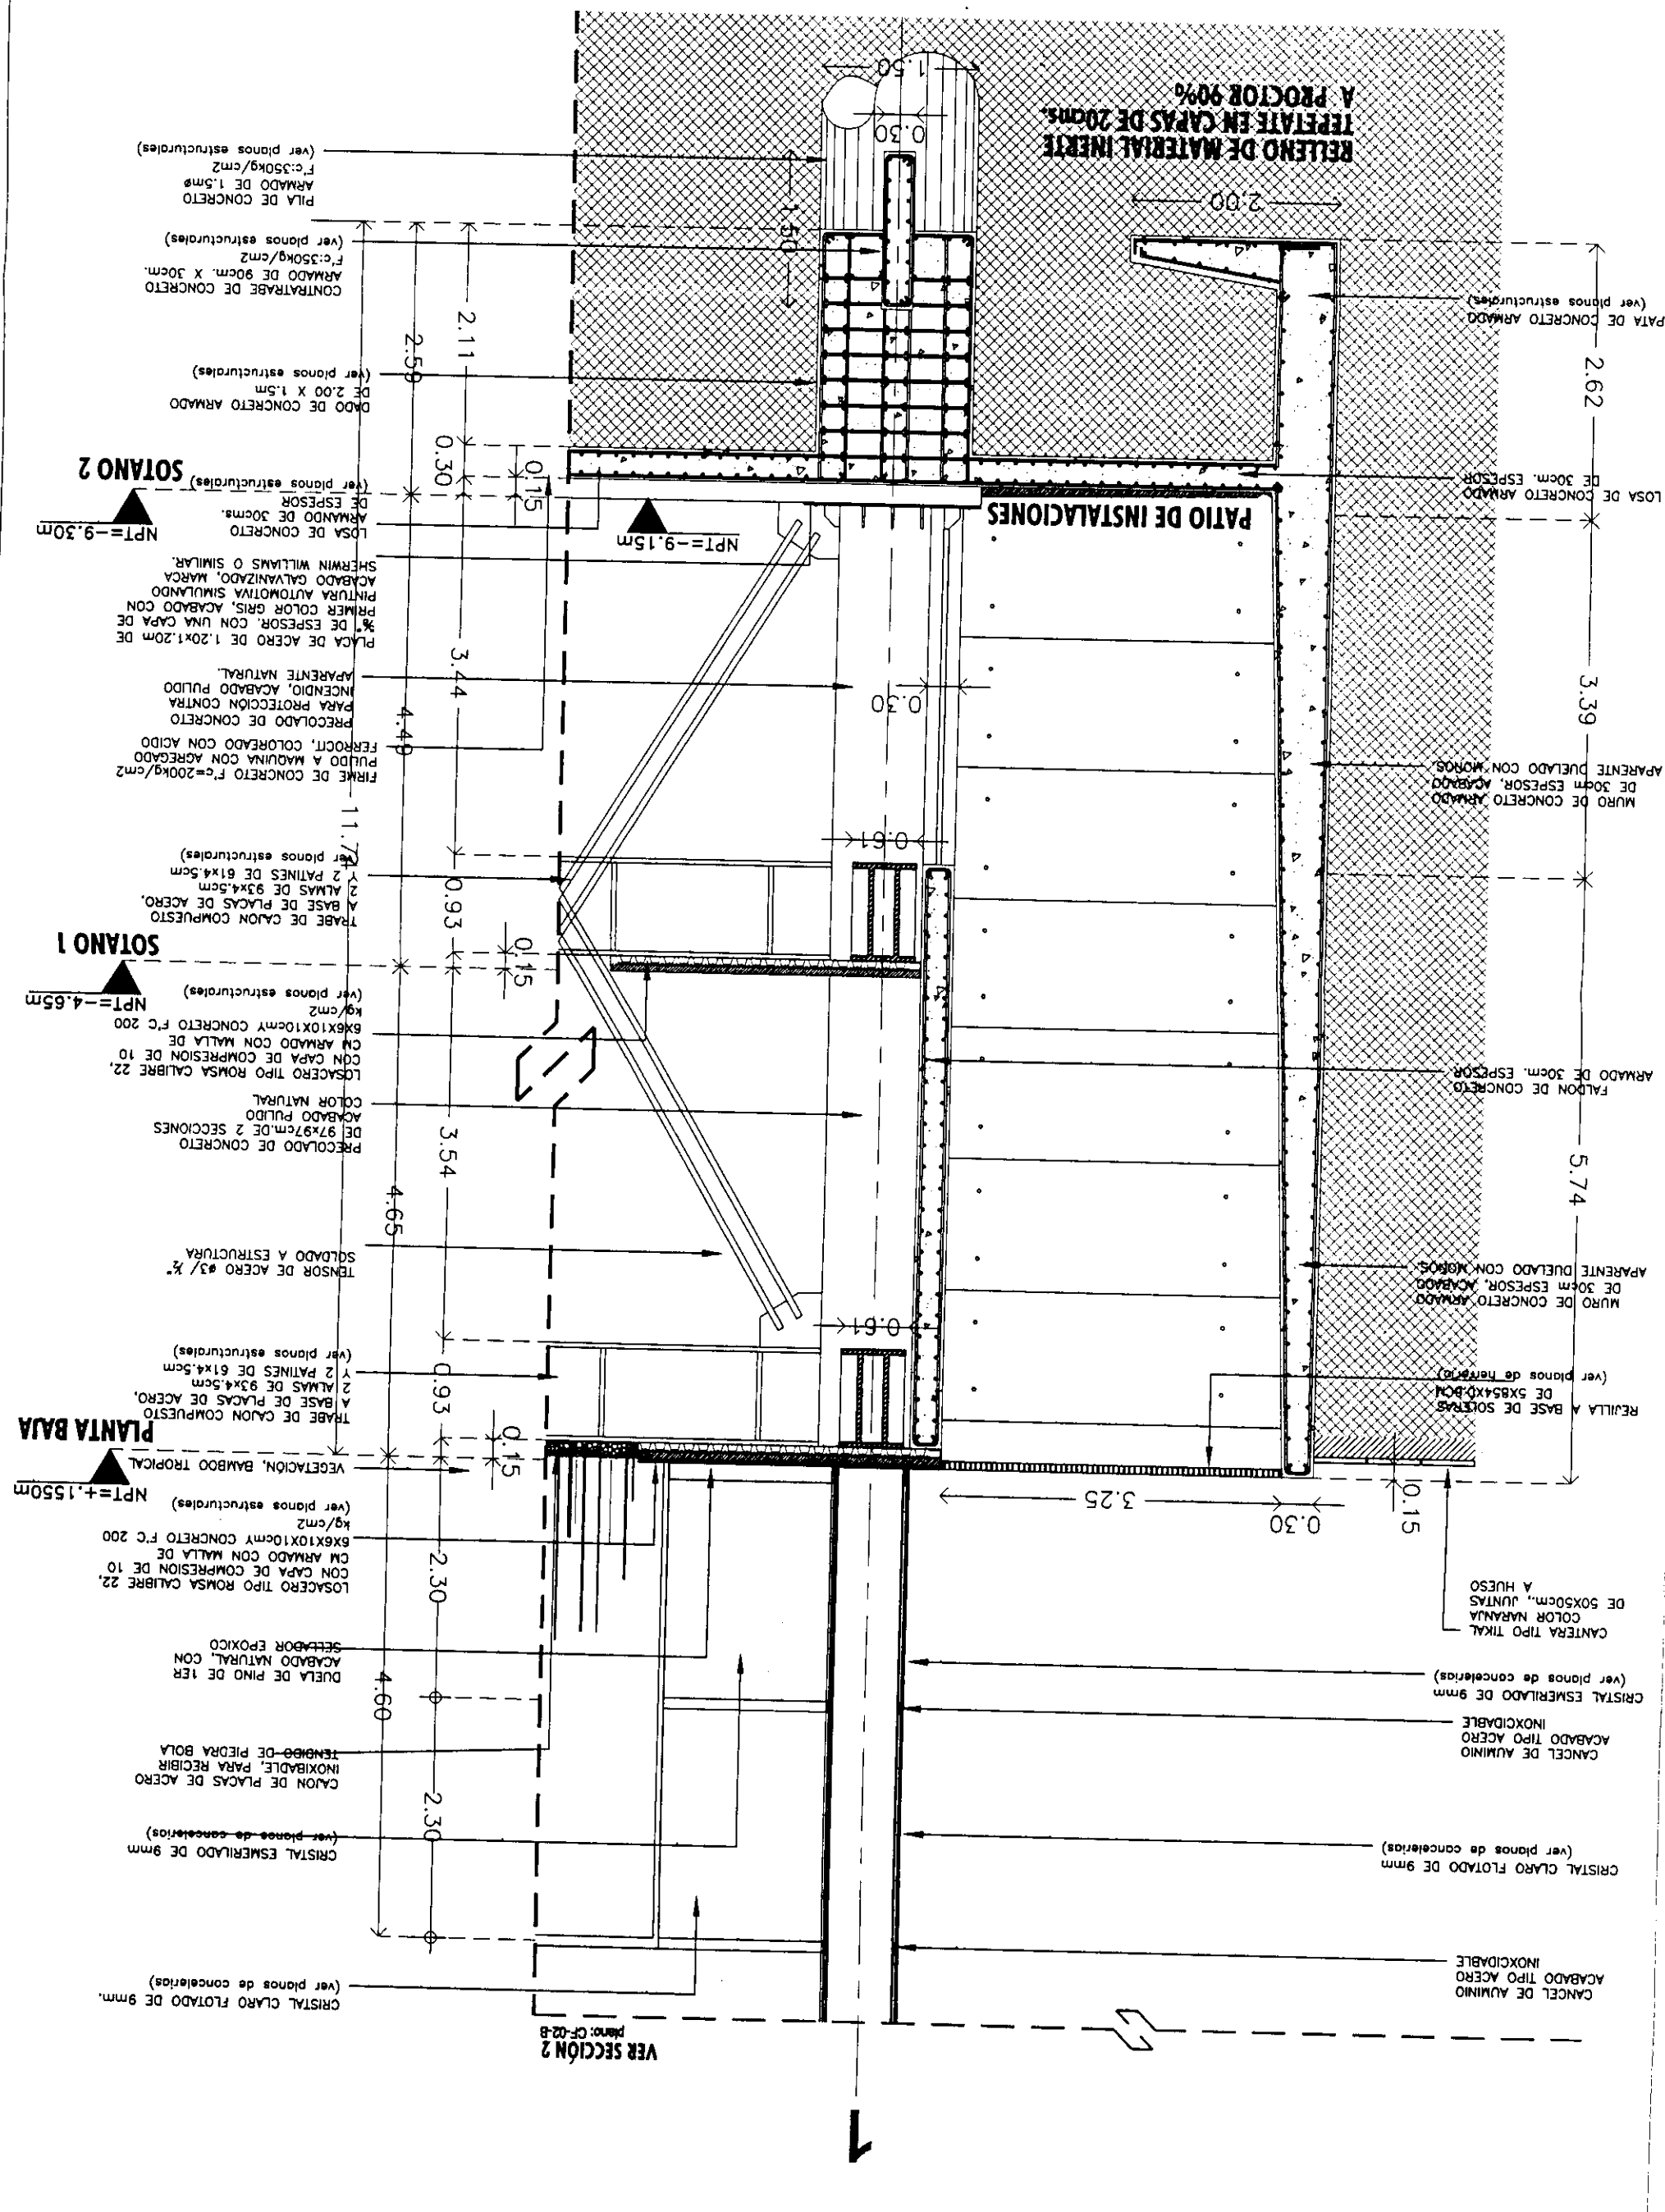 1
VER SECCIÓN 2
plano: CF-02-B
CANCEL DE AUMINIO
ACABADO TIPO ACERO
INOXCIDABLE
CRISTAL CLARO FLOTADO DE 9mm
(ver planos de cancelerias)
CANCEL DE AUMINIO
ACABADO TIPO ACERO
INOXCIDABLE
CRISTAL ESMERILADO DE 9mm
(ver planos de cancelerias)
CANTERA TIPO TIKAL
COLOR NARANJA
DE 50X50cm., JUNTAS
A HUESO
0.15
0.30
3.25
REJILLA A BASE DE SOLERAS
(ver planos de herreria)
MURO DE CONCRETO ARMADO
DE 30cm ESPESOR, ACABADO
APARENTE DUELADO CON MONOS
5.74
FALDON DE CONCRETO
ARMADO DE 30cm. ESPESOR
MURO DE CONCRETO ARMADO
DE 30cm ESPESOR, ACABADO
APARENTE DUELADO CON MONOS
3.39
LOSA DE CONCRETO ARMADO
DE 30cm. ESPESOR
2.62
PATA DE CONCRETO ARMADO
(ver planos estructurales)
2.00
RELLENO DE MATERIAL INERTE
TEPETATE EN CAPAS DE 20cms.
A PROCTOR 90%
PATIO DE INSTALACIONES
0.61
0.61
0.30
NPT=-9.15m
1.50
0.30
1.50
CRISTAL CLARO FLOTADO DE 9mm.
(ver planos de cancelerias)
CRISTAL ESMERILADO DE 9mm
(ver planos de cancelerias)
2.30
CAJON DE PLACAS DE ACERO
INOXIBADLE, PARA RECIBIR
TENDIDO DE PIEDRA BOLA
4.60
DUELA DE PINO DE 1ER
ACABADO NATURAL, CON
SELLADOR EPOXICO
2.30
LOSACERO TIPO ROMSA CALIBRE 22,
CON CAPA DE COMPRESION DE 10
CM ARMADO CON MALLA DE
6X6X10X10cmY CONCRETO F'C 200
kg/cm2
(ver planos estructurales)
VEGETACIÓN, BAMBOO TROPICAL
NPT=+.1550m
PLANTA BAJA
0.15
TRABE DE CAJON COMPUESTO
A BASE DE PLACAS DE ACERO,
2 ALMAS DE 93x4.5cm
Y 2 PATINES DE 61x4.5cm
(ver planos estructurales)
0.93
TENSOR DE ACERO ø3/ ½"
SOLDADO A ESTRUCTURA
4.65
3.54
PRECOLADO DE CONCRETO
DE 97x97cm.DE 2 SECCIONES
ACABADO PULIDO
COLOR NATURAL
LOSACERO TIPO ROMSA CALIBRE 22,
CON CAPA DE COMPRESION DE 10
CM ARMADO CON MALLA DE
6X6X10X10cmY CONCRETO F'C 200
kg/cm2
(ver planos estructurales)
NPT=-4.65m
SOTANO 1
0.15
TRABE DE CAJON COMPUESTO
A BASE DE PLACAS DE ACERO,
2 ALMAS DE 93x4.5cm
Y 2 PATINES DE 61x4.5cm
(ver planos estructurales)
0.93
11.74
FIRME DE CONCRETO F'c=200kg/cm2
PULIDO A MAQUINA CON AGREGADO
FERROCIT, COLOREADO CON ACIDO
4.49
3.44
PRECOLADO DE CONCRETO
PARA PROTECCIÓN CONTRA
INCENDIO, ACABADO PULIDO
APARENTE NATURAL.
PLACA DE ACERO DE 1.20x1.20m DE
DE ESPESOR. CON UNA CAPA DE
PRIMER COLOR GRIS, ACABADO CON
PINTURA AUTOMOTIVA SIMULANDO
ACABADO GALVANIZADO, MARCA
SHERWIN WILLIAMS O SIMILAR.
LOSA DE CONCRETO
ARMANDO DE 30cms.
DE ESPESOR
(ver planos estructurales)
NPT=-9.30m
SOTANO 2
0.15
0.30
DADO DE CONCRETO ARMADO
DE 2.00 X 1.5m
(ver planos estructurales)
2.59
2.11
CONTRATRABE DE CONCRETO
ARMADO DE 90cm. X 30cm.
F'c:350kg/cm2
(ver planos estructurales)
PILA DE CONCRETO
ARMADO DE 1.5mø
F'c:350kg/cm2
(ver planos estructurales)